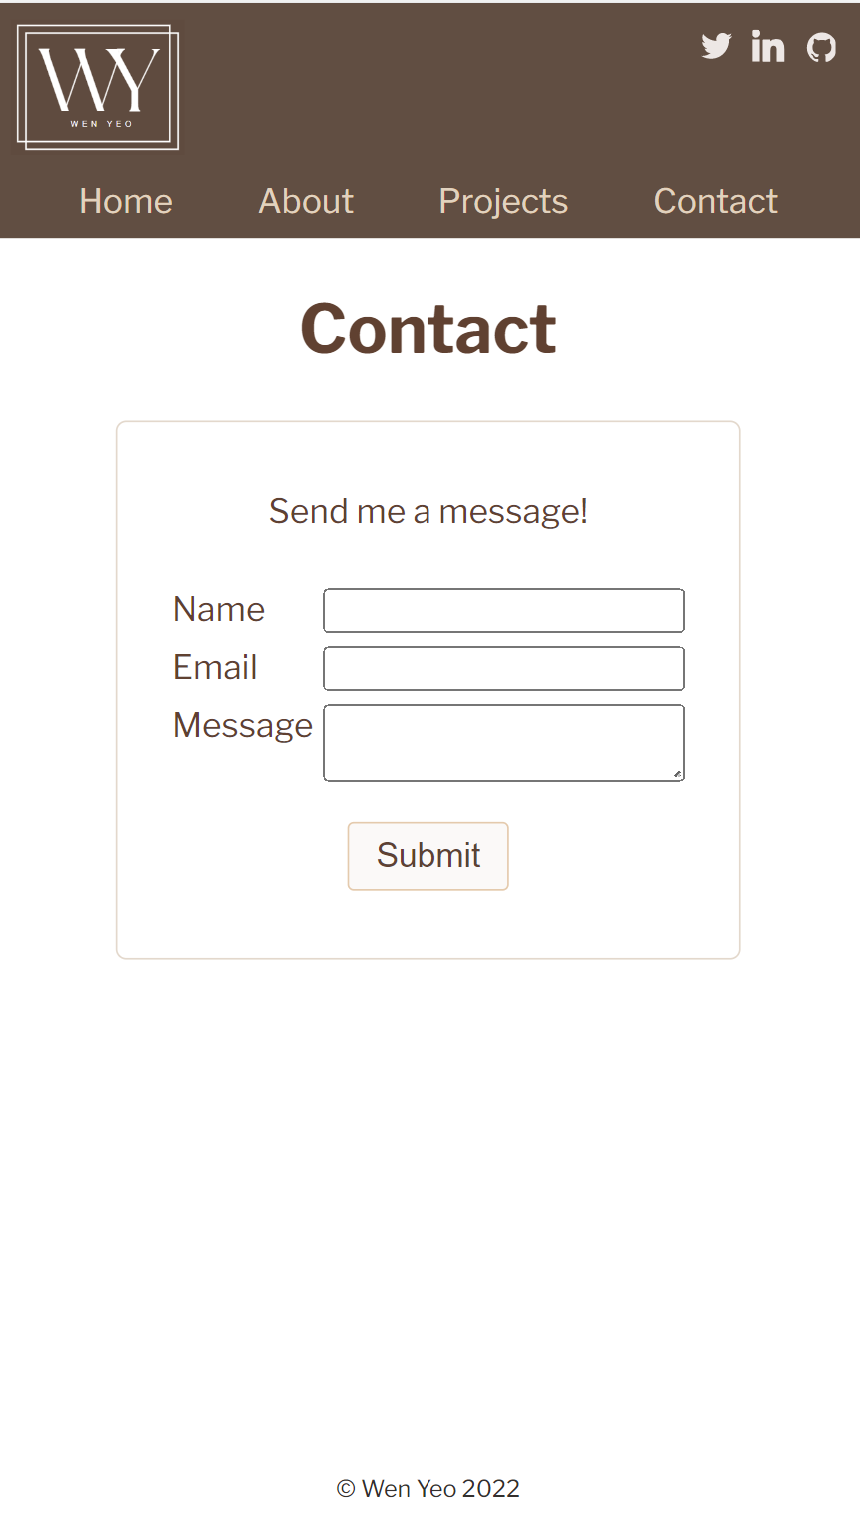 WY
WEN YEO
Home About Projects Contact
Contact
Send me a message!
Name
Email
Message
Submit
© Wen Yeo 2022